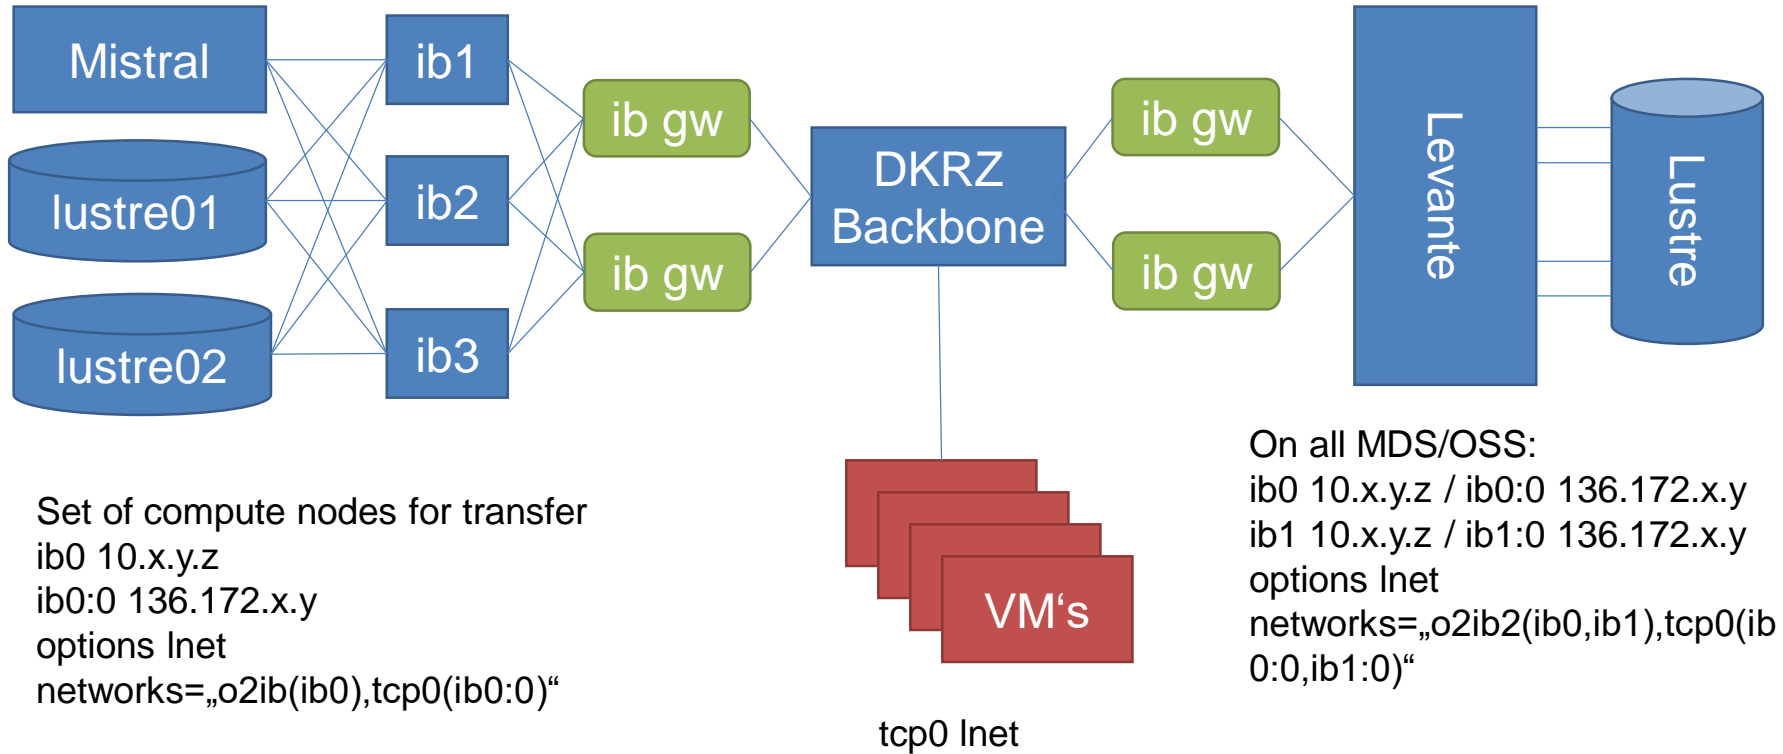 Mistral
ib1
ib gw
ib gw
Levante
Lustre
DKRZ
Backbone
lustre01
ib2
ib gw
ib gw
lustre02
ib3
VM‘s
Set of compute nodes for transfer
ib0 10.x.y.z
ib0:0 136.172.x.y
options lnet
networks=„o2ib(ib0),tcp0(ib0:0)“
On all MDS/OSS:
ib0 10.x.y.z / ib0:0 136.172.x.y
ib1 10.x.y.z / ib1:0 136.172.x.y
options lnet
networks=„o2ib2(ib0,ib1),tcp0(ib
0:0,ib1:0)“
tcp0 lnet